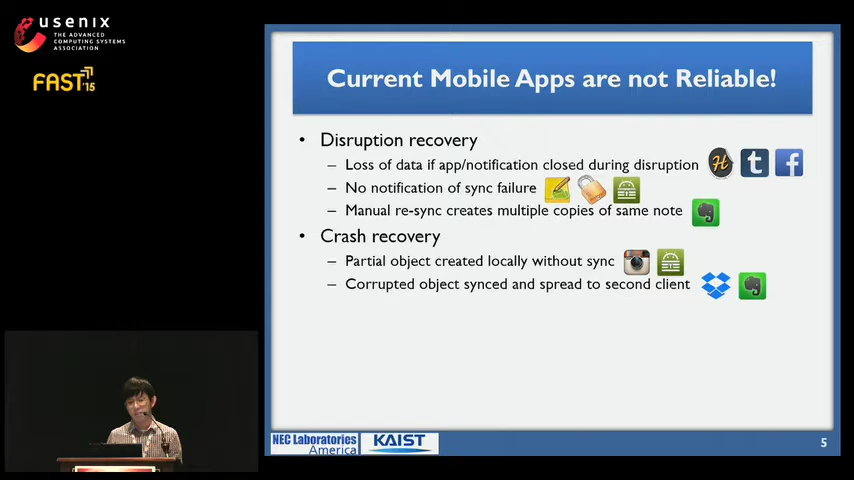 usenix
THE ADVANCED
COMPUTING SYSTEMS
ASSOCIATION
FAST '15
Current Mobile Apps are not Reliable!
• Disruption recovery
– Loss of data if app/notification closed during disruption
– No notification of sync failure
– Manual re-sync creates multiple copies of same note
• Crash recovery
– Partial object created locally without sync
– Corrupted object synced and spread to second client
NEC Laboratories
America
KAIST
5